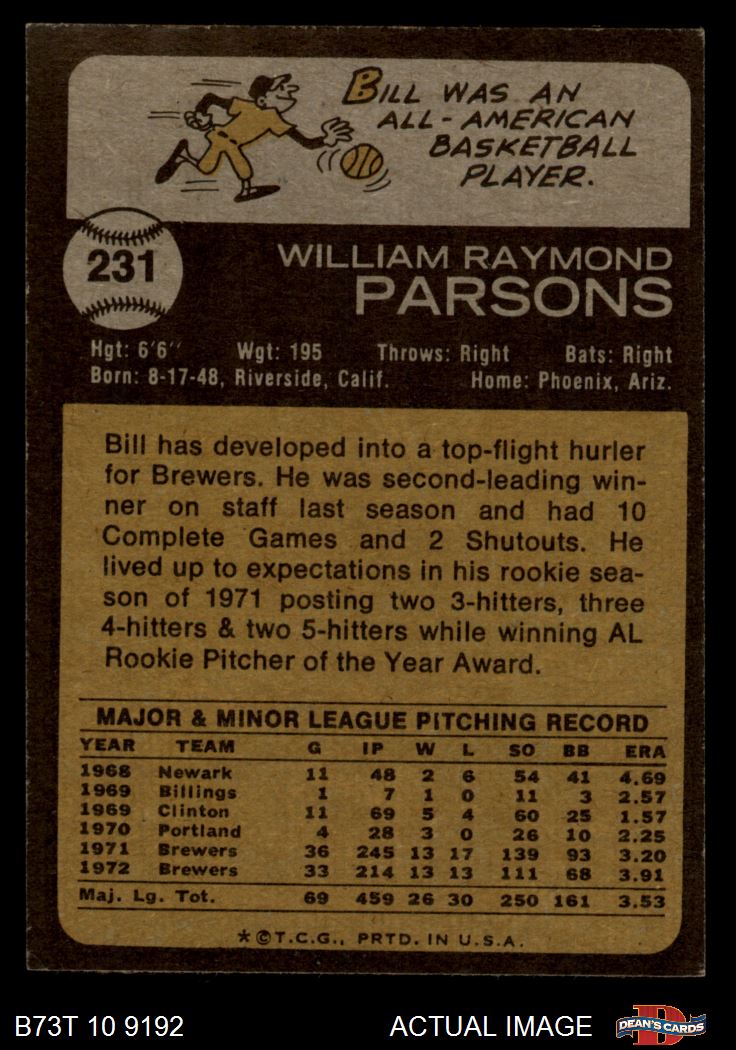 BILL WAS AN
ALL-AMERICAN
BASKETBALL
PLAYER.
231
WILLIAM RAYMOND
PARSONS
Hgt: 6'6" Wgt: 195 Throws: Right Bats: Right
Born: 8-17-48, Riverside, Calif. Home: Phoenix, Ariz.
Bill has developed into a top-flight hurler
for Brewers. He was second-leading win-
ner on staff last season and had 10
Complete Games and 2 Shutouts. He
lived up to expectations in his rookie sea-
son of 1971 posting two 3-hitters, three
4-hitters & two 5-hitters while winning AL
Rookie Pitcher of the Year Award.
MAJOR & MINOR LEAGUE PITCHING RECORD
YEAR TEAM G IP W L SO BB ERA
1968 Newark 11 48 2 6 54 41 4.69
1969 Billings 1 7 1 0 11 3 2.57
1969 Clinton 11 69 5 4 60 25 1.57
1970 Portland 4 28 3 0 26 10 2.25
1971 Brewers 36 245 13 17 139 93 3.20
1972 Brewers 33 214 13 13 111 68 3.91
Maj. Lg. Tot. 69 459 26 30 250 161 3.53
*©T.C.G., PRTD. IN U.S.A.
B73T 10 9192 ACTUAL IMAGE D DEAN'S CARDS